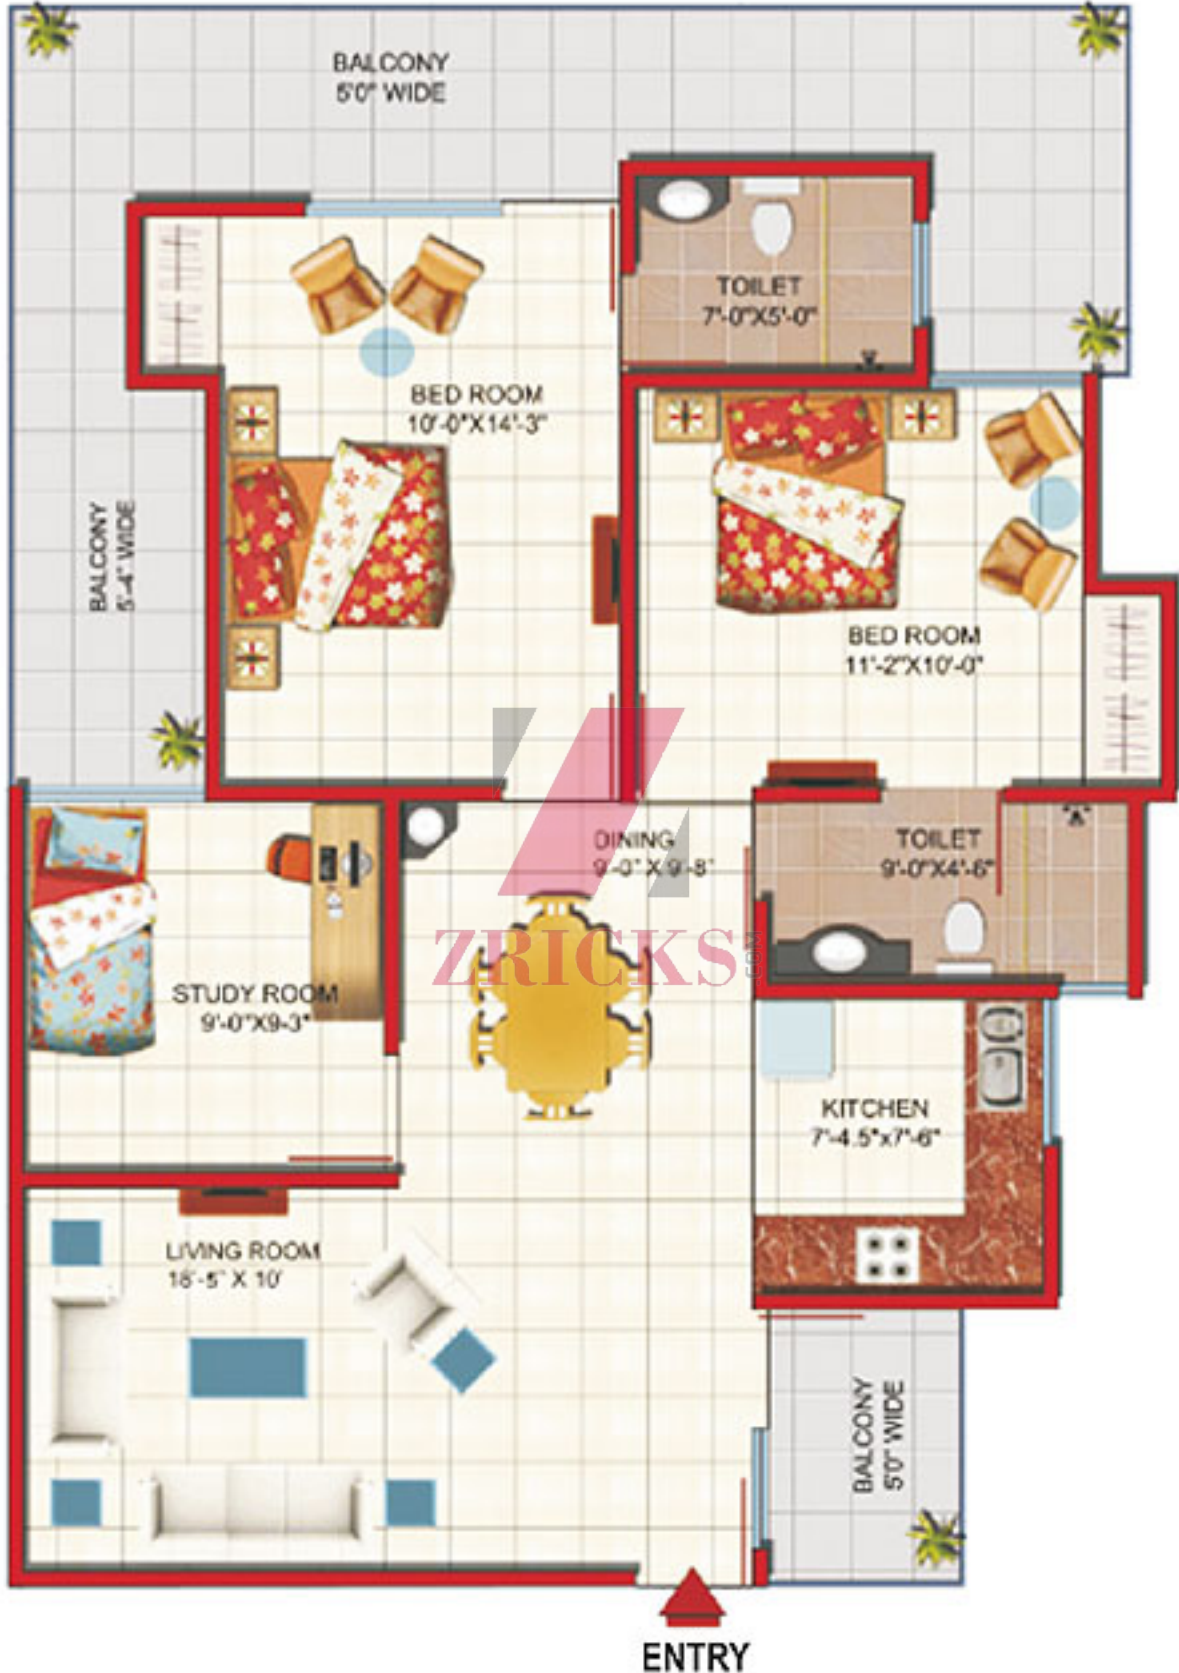 BALCONY
5'0" WIDE
TOILET
7'-0"X5'-0"
BED ROOM
10'-0"X14'-3"
BALCONY
5'-4" WIDE
BED ROOM
11'-2"X10'-0"
DINING
9'-0" X 9'-8"
TOILET
9'-0"X4'-6"
ZRICKS.COM
STUDY ROOM
9'-0"X9-3"
KITCHEN
7'-4.5"x7'-6"
LIVING ROOM
18'-5" X 10'
BALCONY
5'0" WIDE
ENTRY